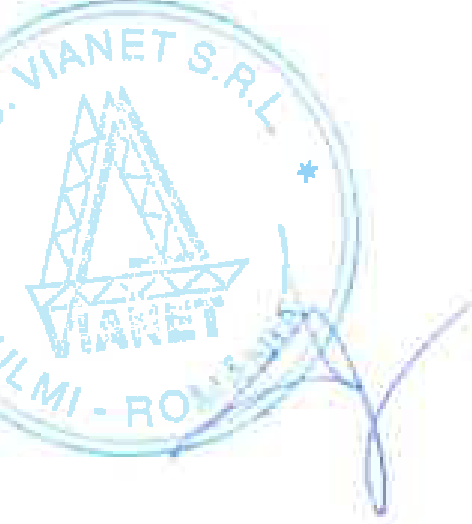 . VIANET S.R.L *
VIANET
ULMI - RO